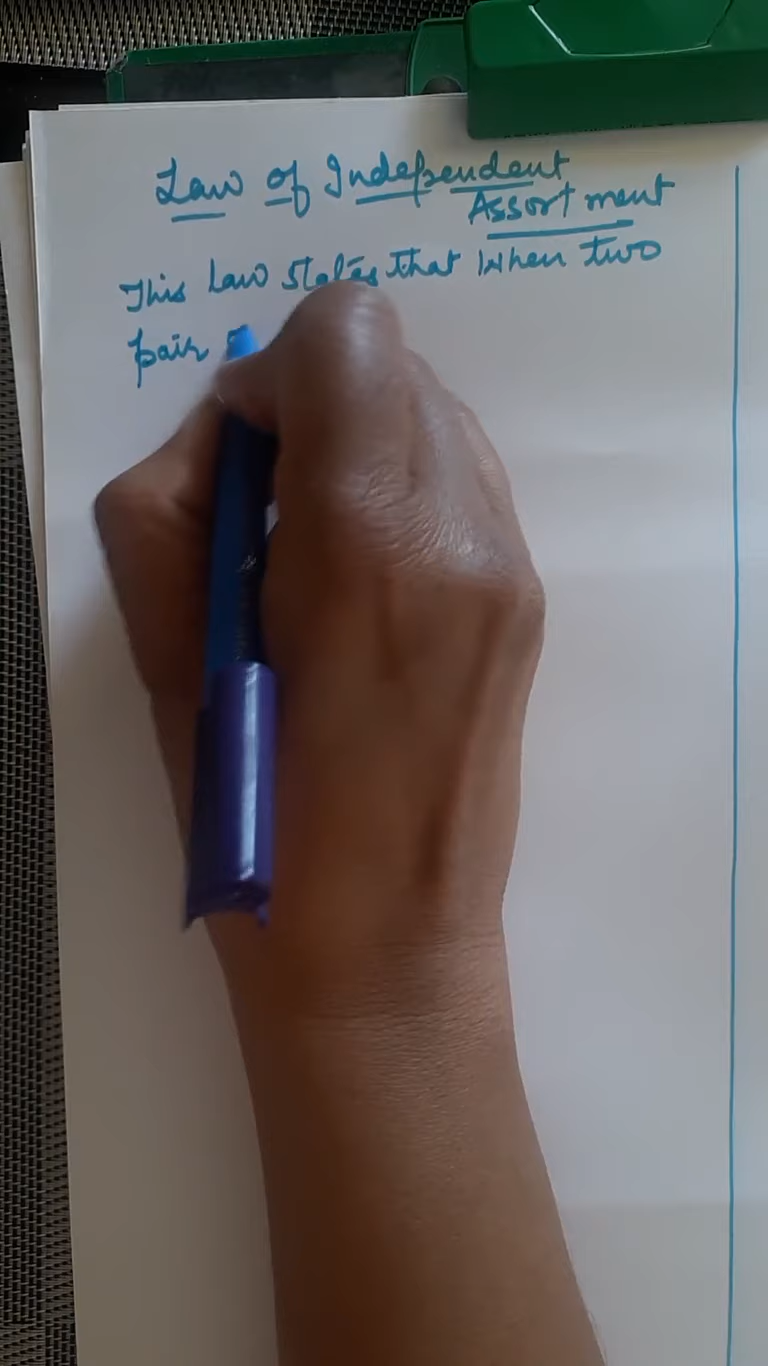 Law of Independent
Assortment
This Law states that when two
pair